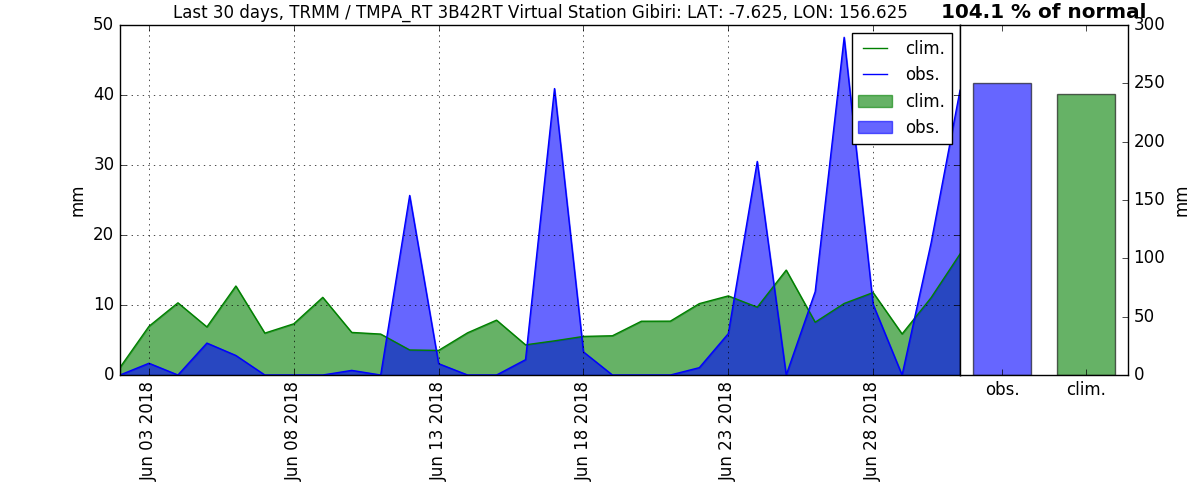 Last 30 days, TRMM / TMPA_RT 3B42RT Virtual Station Gibiri: LAT: -7.625, LON: 156.625
104.1 % of normal
50
40
30
20
10
0
mm
clim.
obs.
clim.
obs.
300
250
200
150
100
50
0
mm
Jun 03 2018
Jun 08 2018
Jun 13 2018
Jun 18 2018
Jun 23 2018
Jun 28 2018
obs.
clim.